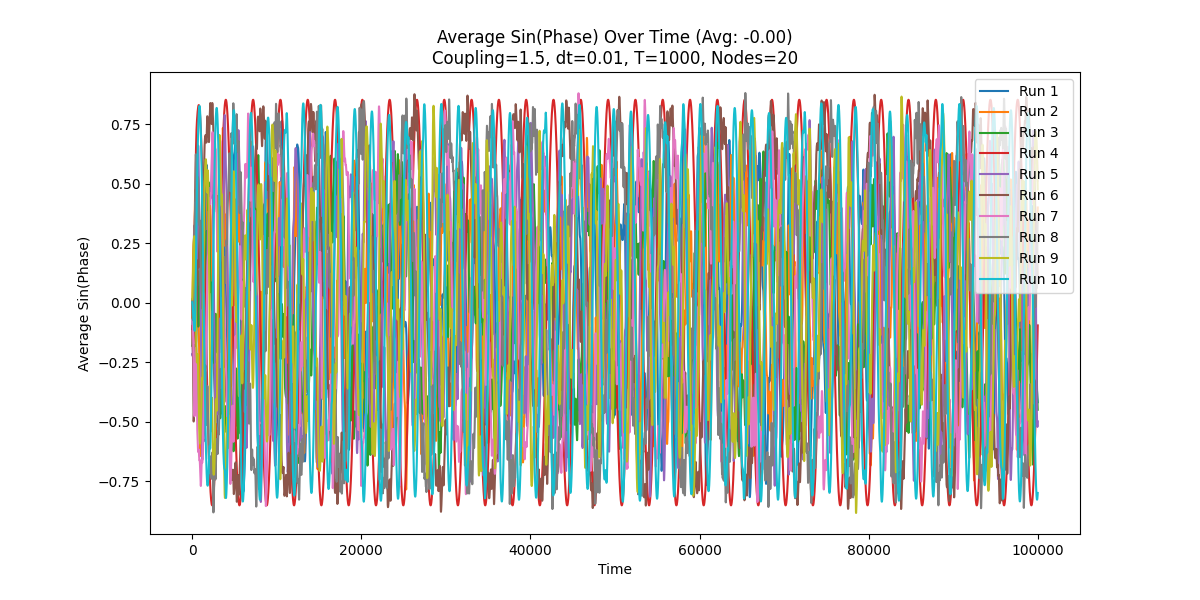 Average Sin(Phase) Over Time (Avg: -0.00)
Coupling=1.5, dt=0.01, T=1000, Nodes=20
Average Sin(Phase)
0.75
0.50
0.25
0.00
−0.25
−0.50
−0.75
Run 1
Run 2
Run 3
Run 4
Run 5
Run 6
Run 7
Run 8
Run 9
Run 10
0
20000
40000
60000
80000
100000
Time